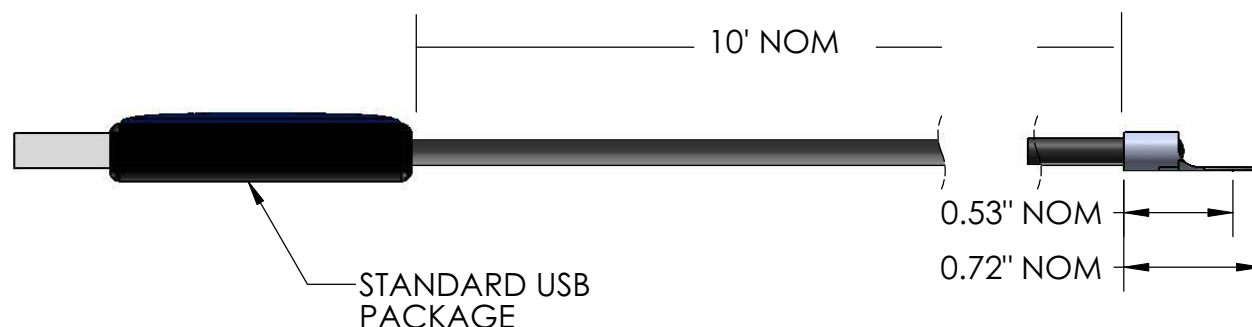 10' NOM
0.53" NOM
0.72" NOM
STANDARD USB
PACKAGE